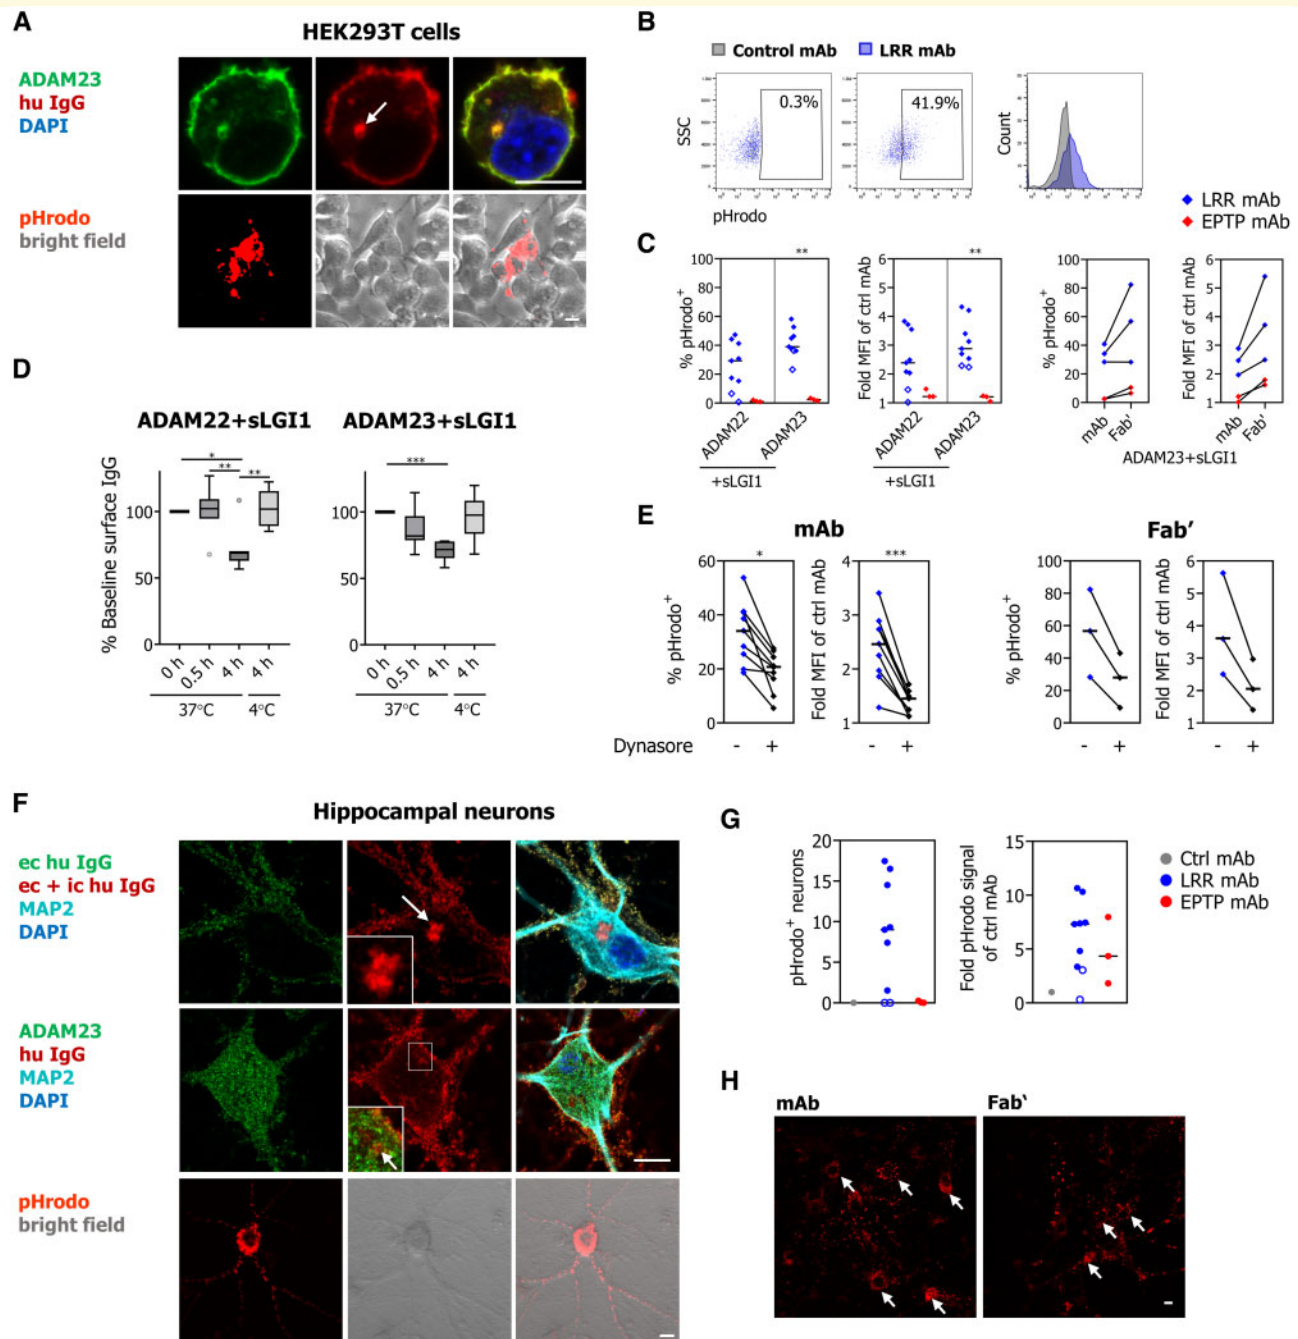 A
HEK293T cells
ADAM23
hu IgG
DAPI
pHrodo
bright field
B
Control mAb
LRR mAb
0.3%
41.9%
SSC
pHrodo
Count
LRR mAb
EPTP mAb
C
% pHrodo+
100
80
60
40
20
0
ADAM22
ADAM23
+sLGI1
**
Fold MFI of ctrl mAb
6
5
4
3
2
1
ADAM22
ADAM23
+sLGI1
**
% pHrodo+
100
80
60
40
20
0
mAb
Fab'
Fold MFI of ctrl mAb
6
5
4
3
2
1
mAb
Fab'
ADAM23+sLGI1
D
ADAM22+sLGI1
ADAM23+sLGI1
% Baseline surface IgG
100
50
0
*
**
**
0 h
0.5 h
4 h
4 h
37°C
4°C
100
50
0
***
0 h
0.5 h
4 h
4 h
37°C
4°C
E
mAb
Fab'
% pHrodo+
60
40
20
0
*
Fold MFI of ctrl mAb
4
3
2
1
***
% pHrodo+
100
80
60
40
20
0
Fold MFI of ctrl mAb
6
5
4
3
2
1
Dynasore
- +
- +
- +
- +
F
Hippocampal neurons
ec hu IgG
ec + ic hu IgG
MAP2
DAPI
ADAM23
hu IgG
MAP2
DAPI
pHrodo
bright field
G
pHrodo+ neurons
20
15
10
5
0
Fold pHrodo signal
of ctrl mAb
15
10
5
0
Ctrl mAb
LRR mAb
EPTP mAb
H
mAb
Fab‘